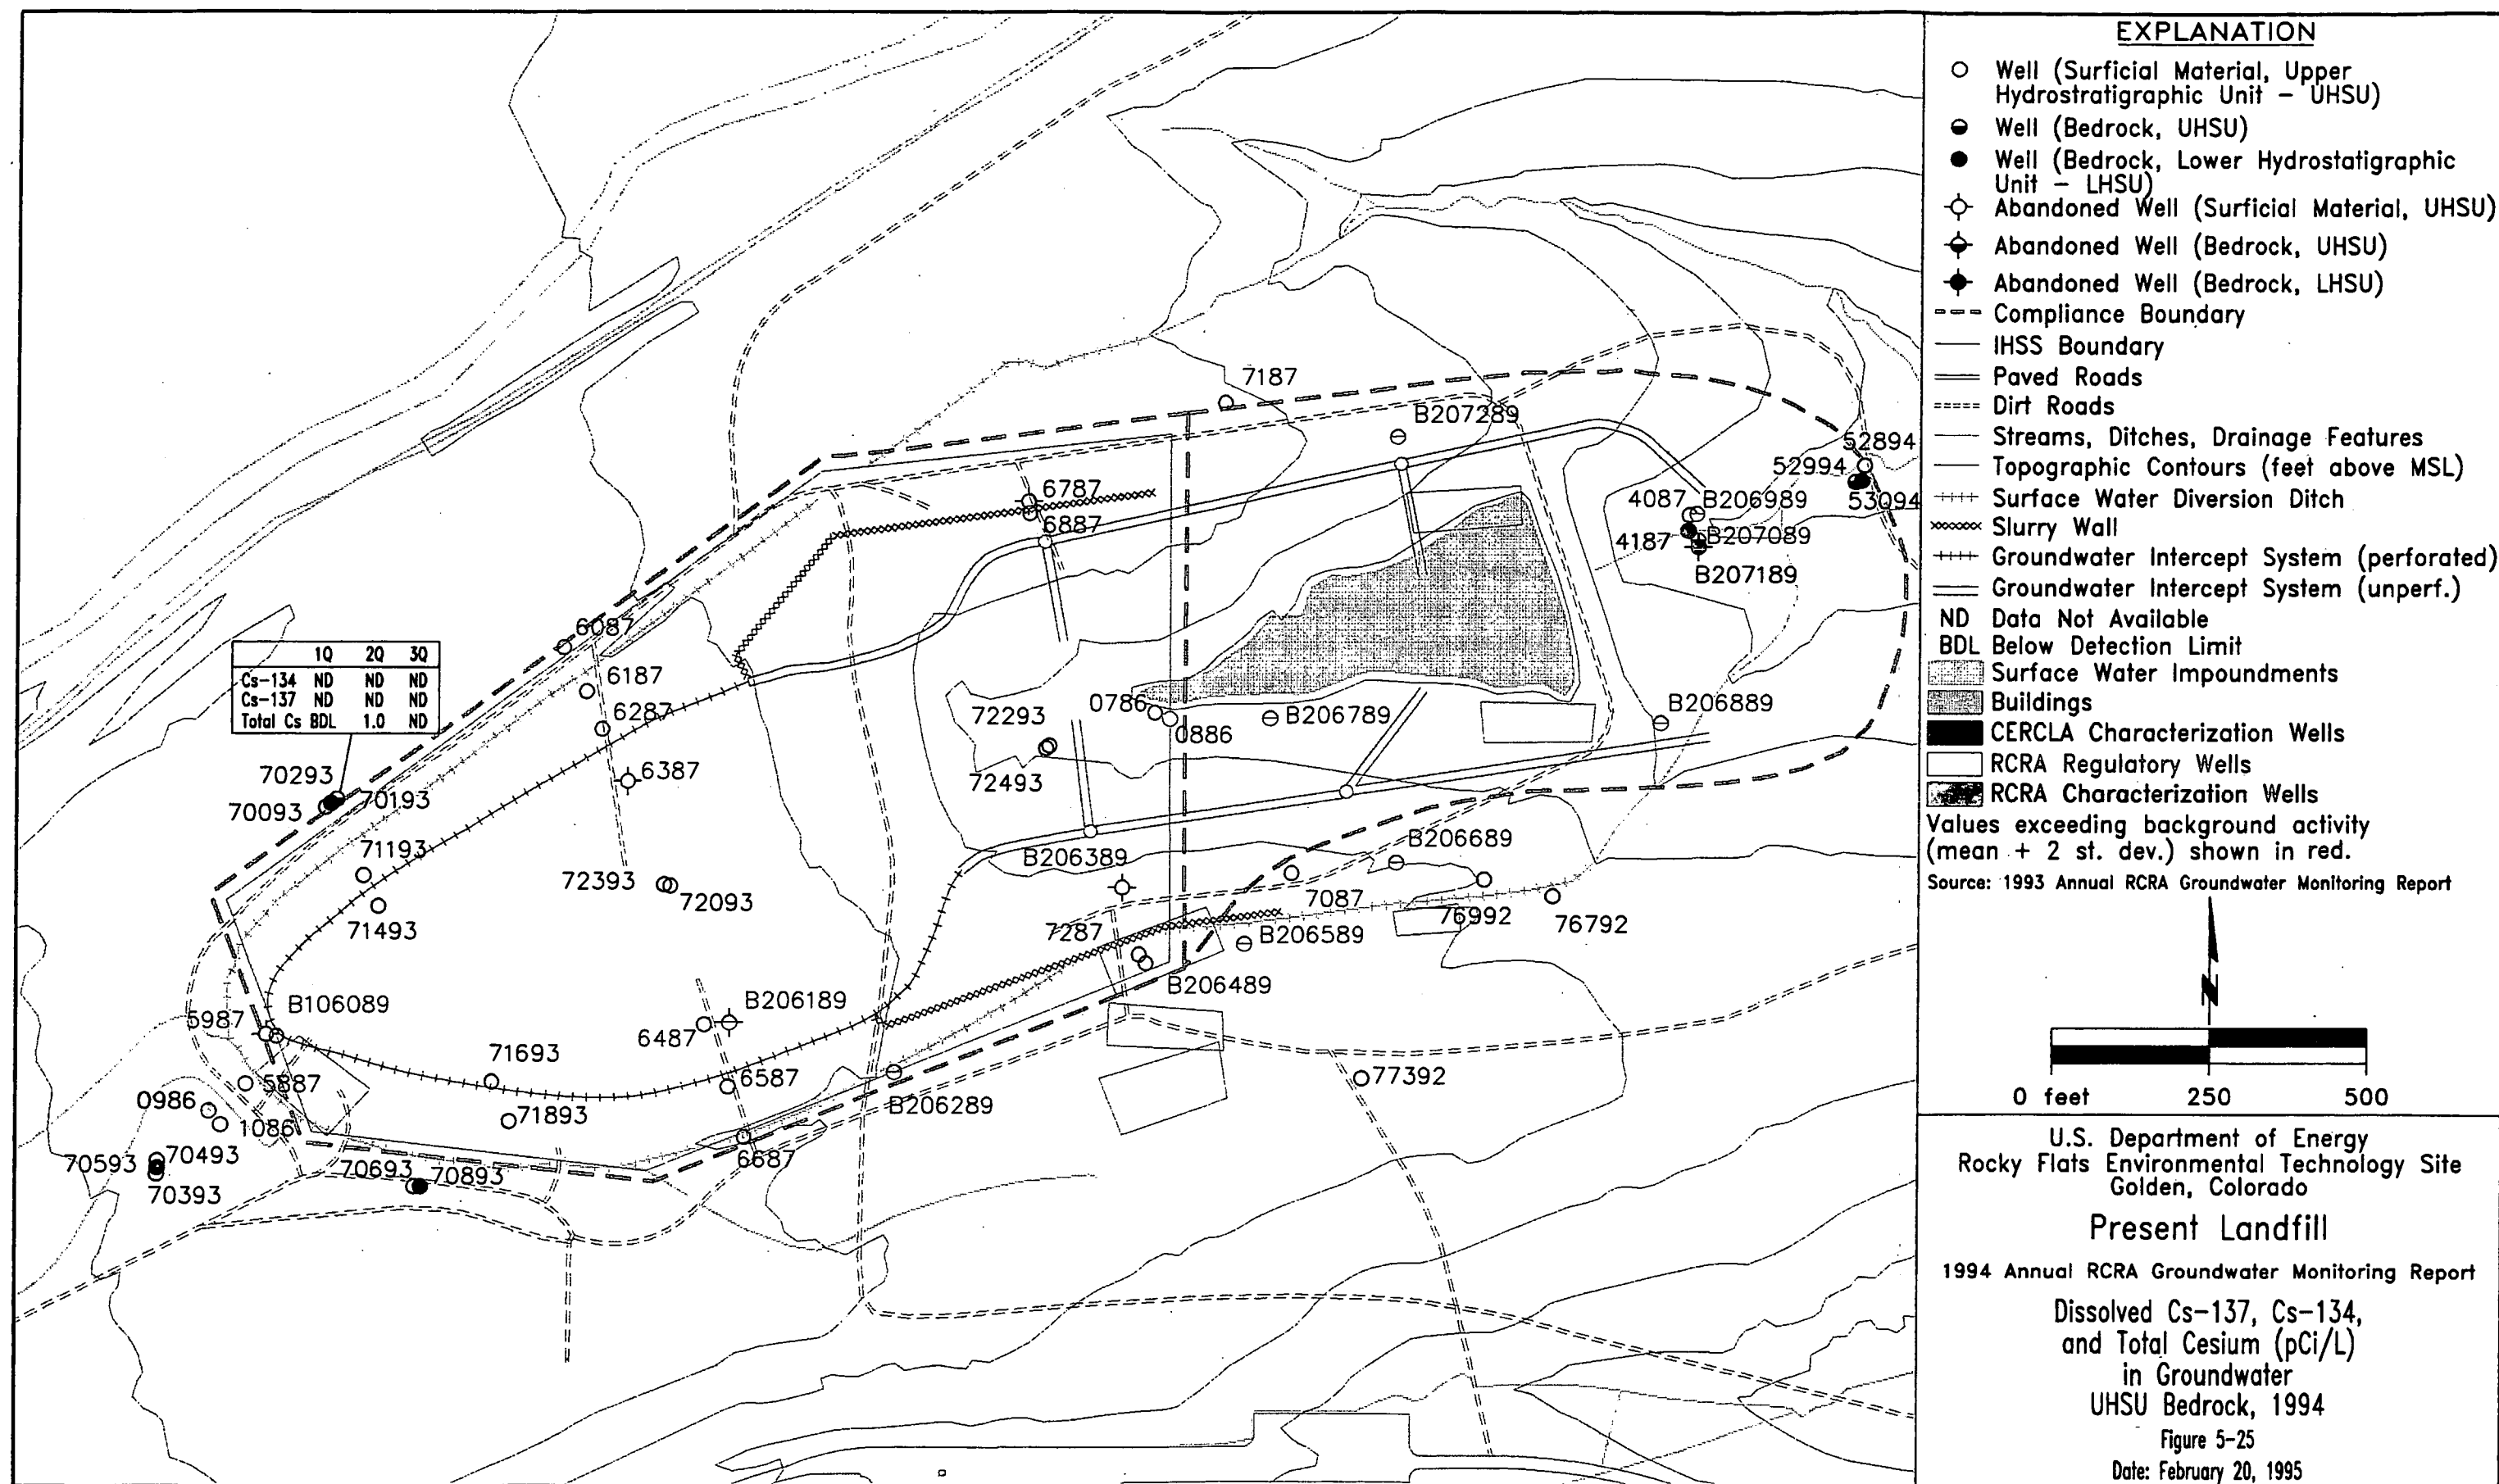 EXPLANATION
Well (Surficial Material, Upper
Hydrostratigraphic Unit - UHSU)
Well (Bedrock, UHSU)
Well (Bedrock, Lower Hydrostatigraphic
Unit - LHSU)
Abandoned Well (Surficial Material, UHSU)
Abandoned Well (Bedrock, UHSU)
Abandoned Well (Bedrock, LHSU)
Compliance Boundary
IHSS Boundary
Paved Roads
Dirt Roads
Streams, Ditches, Drainage Features
Topographic Contours (feet above MSL)
Surface Water Diversion Ditch
Slurry Wall
Groundwater Intercept System (perforated)
Groundwater Intercept System (unperf.)
ND Data Not Available
BDL Below Detection Limit
Surface Water Impoundments
Buildings
CERCLA Characterization Wells
RCRA Regulatory Wells
RCRA Characterization Wells
Values exceeding background activity
(mean + 2 st. dev.) shown in red.
Source: 1993 Annual RCRA Groundwater Monitoring Report
N
0 feet 250 500
U.S. Department of Energy
Rocky Flats Environmental Technology Site
Golden, Colorado
Present Landfill
1994 Annual RCRA Groundwater Monitoring Report
Dissolved Cs-137, Cs-134,
and Total Cesium (pCi/L)
in Groundwater
UHSU Bedrock, 1994
Figure 5-25
Date: February 20, 1995
7187
B207289
52894
52994
53094
6787
6887
4087
B206989
4187
B207089
B207189
6087
6187
6287
6387
1Q 2Q 3Q
Cs-134 ND ND ND
Cs-137 ND ND ND
Total Cs BDL 1.0 ND
70293
70093
70193
72293
72493
0786
0886
B206789
B206889
71193
71493
72393
72093
B206389
B206689
7087
76992
76792
7287
B206589
B206489
B106089
5987
B206189
6487
71693
6587
71893
B206289
77392
5887
0986
1086
70493
70593
70393
70693
70893
6687